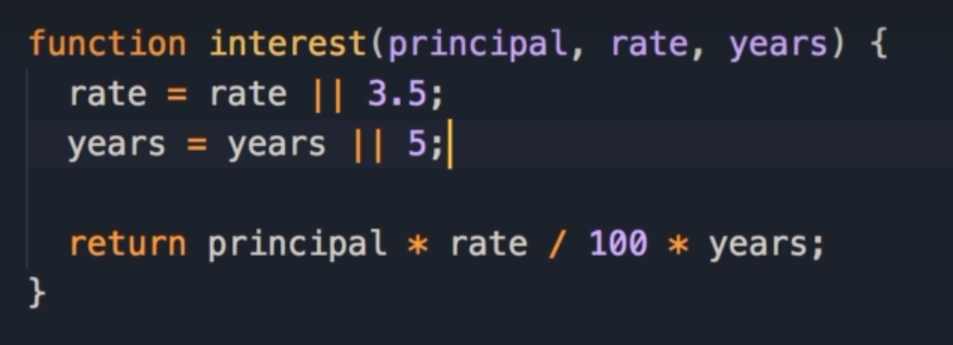 function interest(principal, rate, years) {
  rate = rate || 3.5;
  years = years || 5;

  return principal * rate / 100 * years;
}